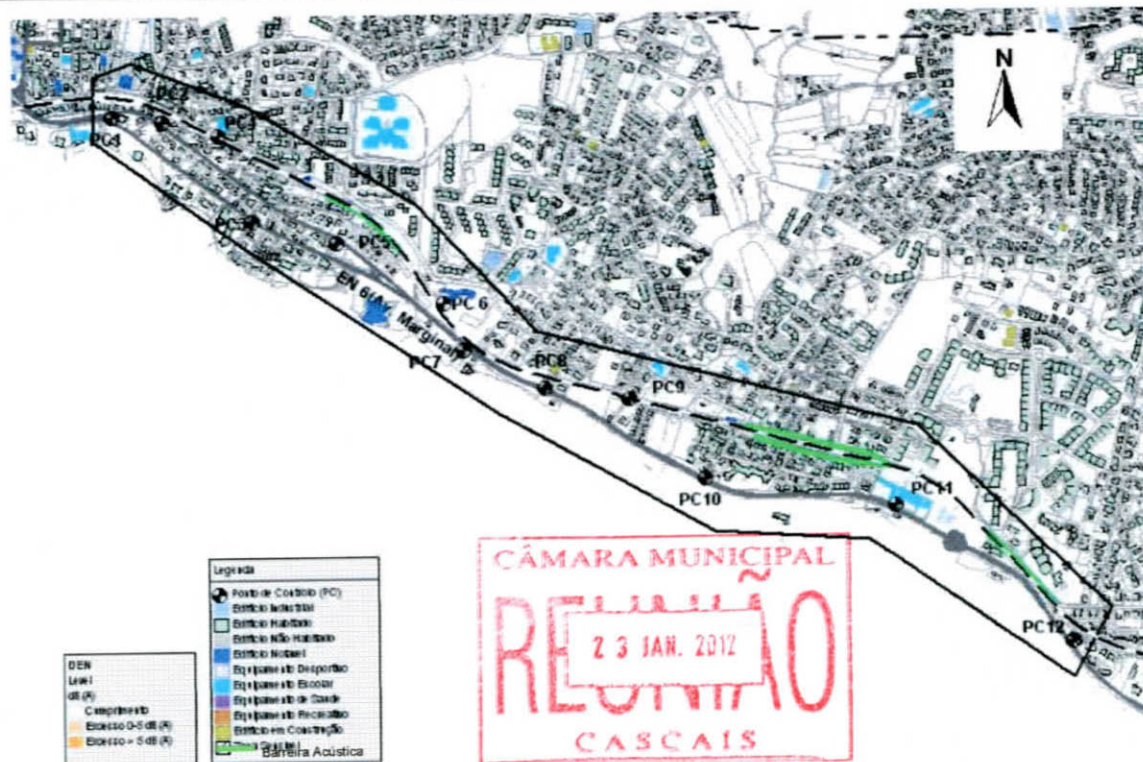 N
PC4
PC5
PC 6
EN 6(Av. Marginal)
PC7
PC8
PC9
PC10
PC11
PC12
Legenda
Ponto de Controlo (PC)
Edifício Industrial
Edifício Habitado
Edifício Não Habitado
Edifício Notável
Equipamento Desportivo
Equipamento Escolar
Equipamento de Saúde
Equipamento Recreativo
Edifício em Construção
Barreira Acústica
DEN
Level
dB (A)
Cumprimento
Excesso 0-5 dB (A)
Excesso > 5 dB (A)
CÂMARA MUNICIPAL
REUNIÃO
23 JAN. 2012
CASCAIS